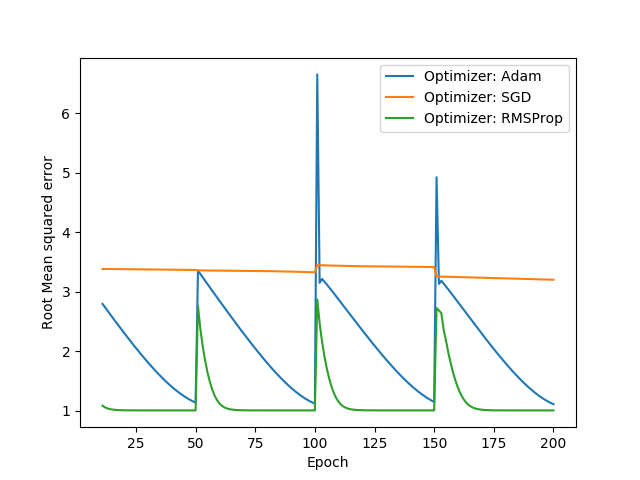 Optimizer: Adam
Optimizer: SGD
Optimizer: RMSProp
Root Mean squared error
6
5
4
3
2
1
25 50 75 100 125 150 175 200
Epoch